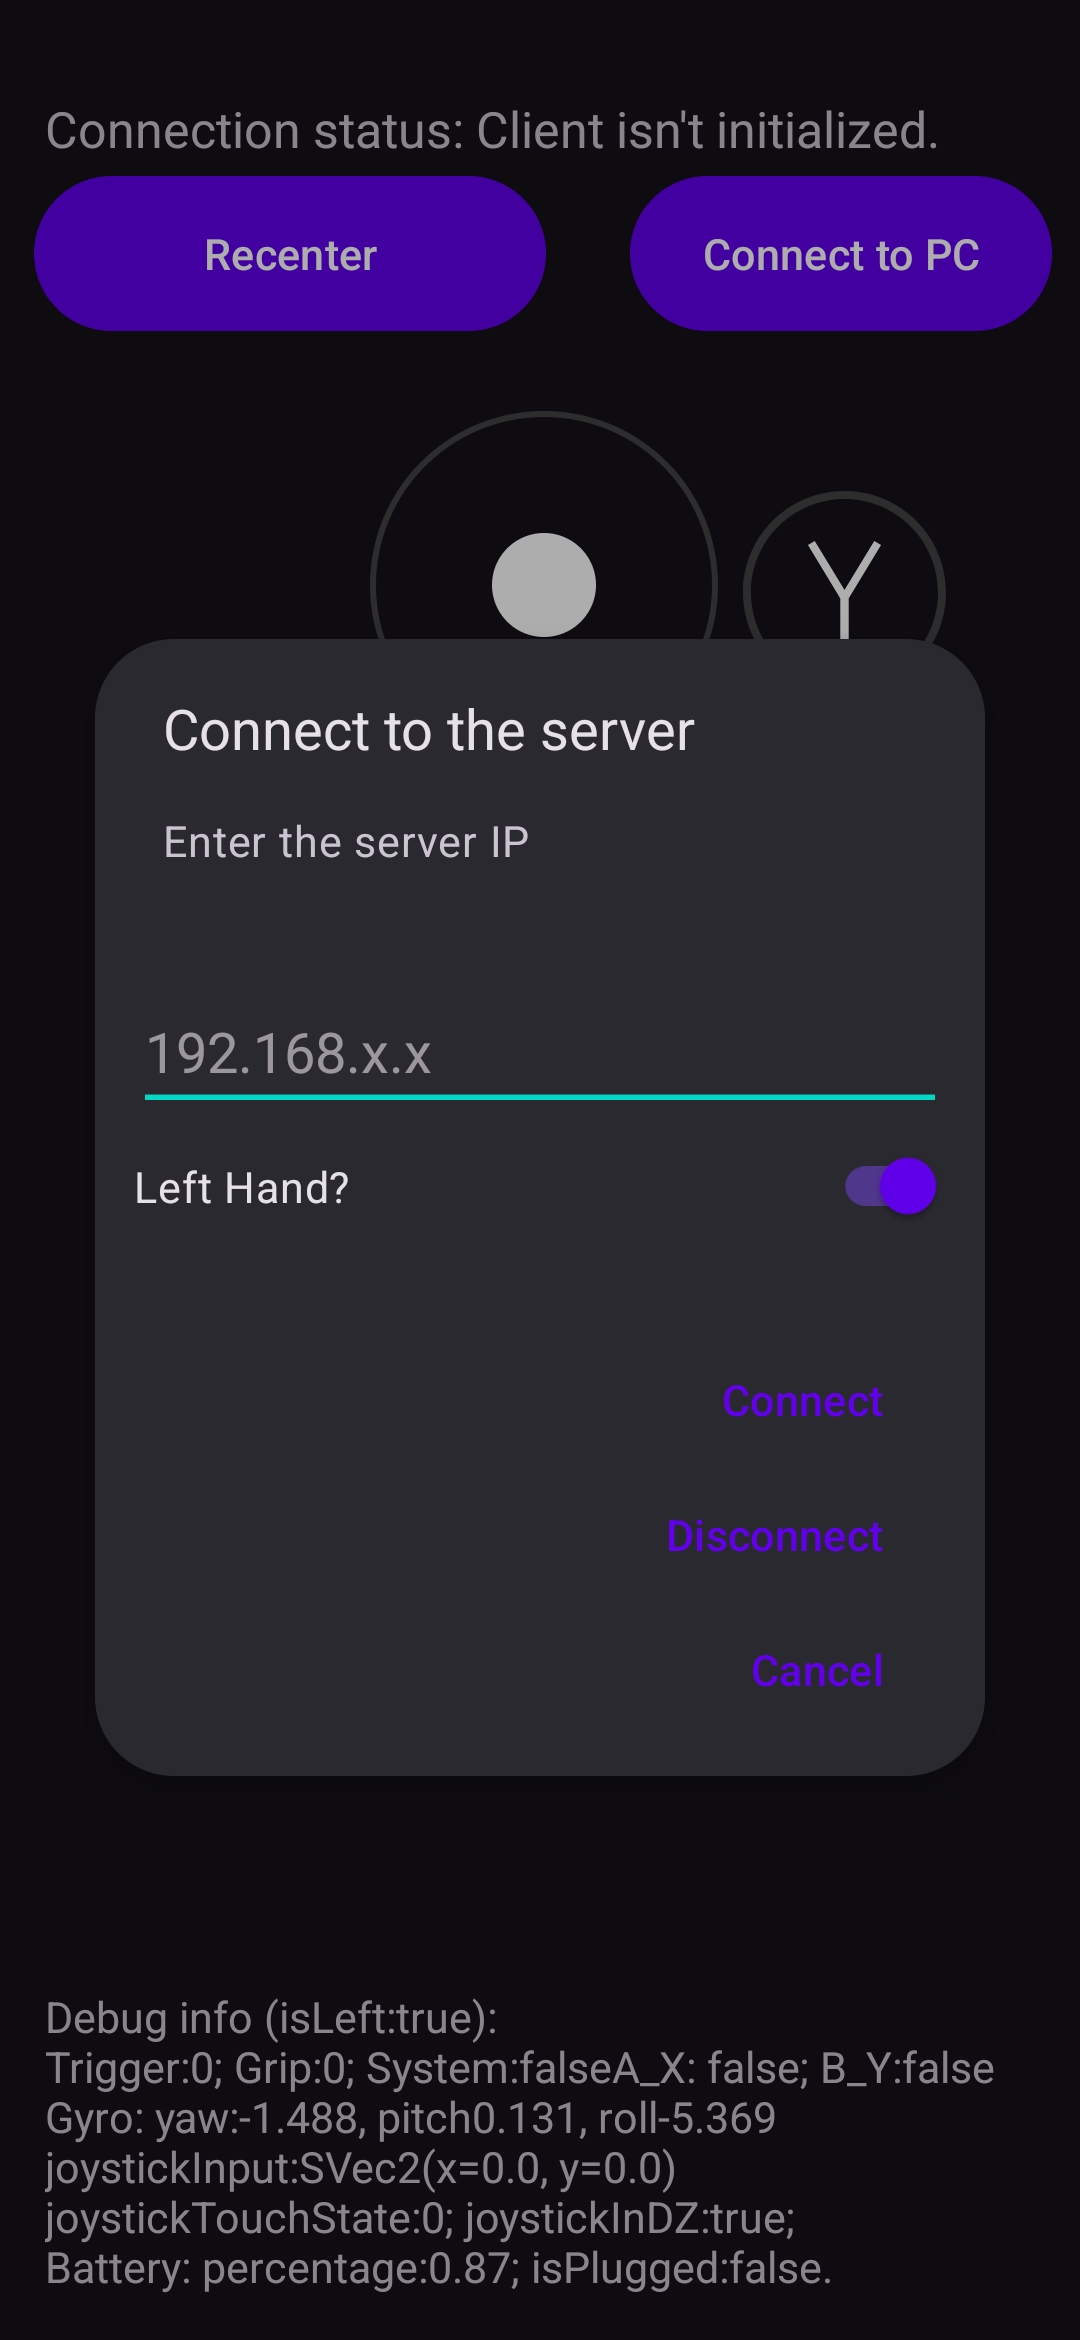 Connection status: Client isn't initialized.
Recenter
Connect to PC
Y
Connect to the server
Enter the server IP
192.168.x.x
Left Hand?
Connect
Disconnect
Cancel
Debug info (isLeft:true):
Trigger:0; Grip:0; System:falseA_X: false; B_Y:false
Gyro: yaw:-1.488, pitch0.131, roll-5.369
joystickInput:SVec2(x=0.0, y=0.0)
joystickTouchState:0; joystickInDZ:true;
Battery: percentage:0.87; isPlugged:false.